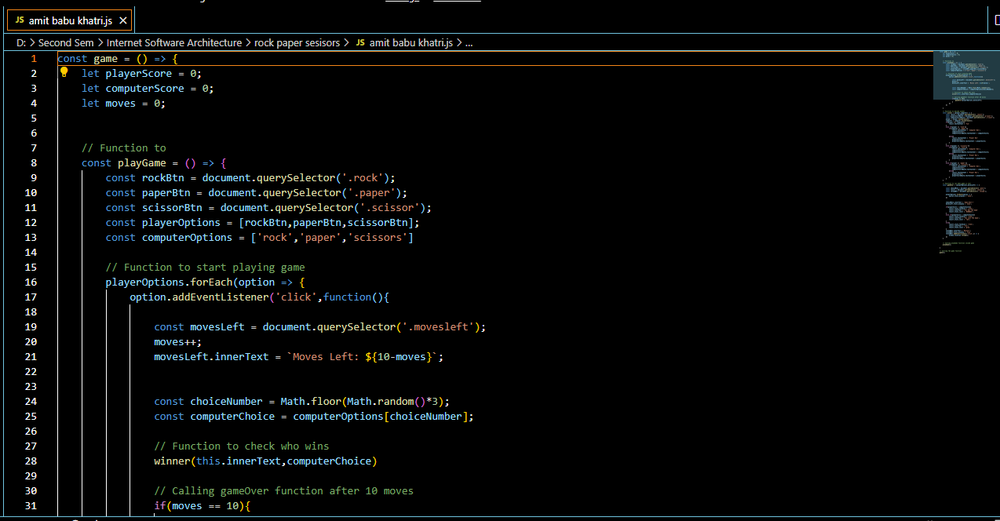 JS amit babu khatri.js ×
D: > Second Sem > Internet Software Architecture > rock paper sesisors > JS amit babu khatri.js > ...
1 const game = () => {
2 let playerScore = 0;
3 let computerScore = 0;
4 let moves = 0;
5
6
7 // Function to
8 const playGame = () => {
9 const rockBtn = document.querySelector('.rock');
10 const paperBtn = document.querySelector('.paper');
11 const scissorBtn = document.querySelector('.scissor');
12 const playerOptions = [rockBtn,paperBtn,scissorBtn];
13 const computerOptions = ['rock','paper','scissors']
14
15 // Function to start playing game
16 playerOptions.forEach(option => {
17 option.addEventListener('click',function(){
18
19 const movesLeft = document.querySelector('.movesleft');
20 moves++;
21 movesLeft.innerText = `Moves Left: ${10-moves}`;
22
23
24 const choiceNumber = Math.floor(Math.random()*3);
25 const computerChoice = computerOptions[choiceNumber];
26
27 // Function to check who wins
28 winner(this.innerText,computerChoice)
29
30 // Calling gameOver function after 10 moves
31 if(moves == 10){